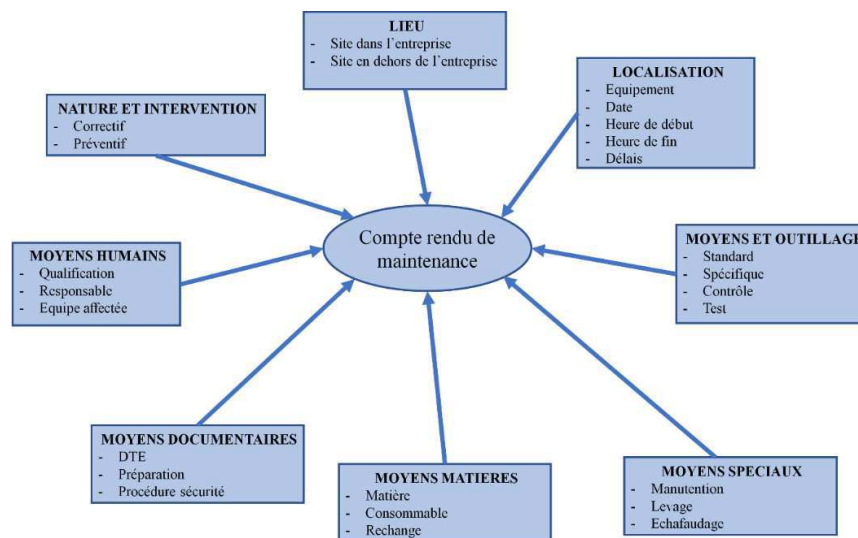 LIEU
- Site dans l’entreprise
- Site en dehors de l’entreprise
LOCALISATION
- Equipement
- Date
- Heure de début
- Heure de fin
- Délais
NATURE ET INTERVENTION
- Correctif
- Préventif
Compte rendu de
maintenance
MOYENS HUMAINS
- Qualification
- Responsable
- Equipe affectée
MOYENS ET OUTILLAGE
- Standard
- Spécifique
- Contrôle
- Test
MOYENS DOCUMENTAIRES
- DTE
- Préparation
- Procédure sécurité
MOYENS MATIERES
- Matière
- Consommable
- Rechange
MOYENS SPECIAUX
- Manutention
- Levage
- Echafaudage